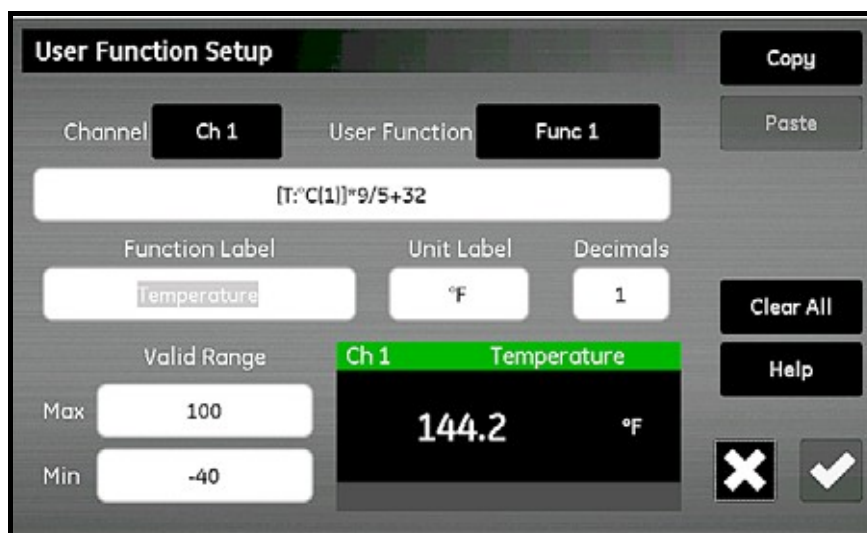 User Function Setup
Copy
Channel Ch 1 User Function Func 1
Paste
[T:°C(1)]*9/5+32
Function Label Unit Label Decimals
Temperature °F 1
Clear All
Valid Range
Ch 1 Temperature
Help
Max 100
144.2 °F
Min -40